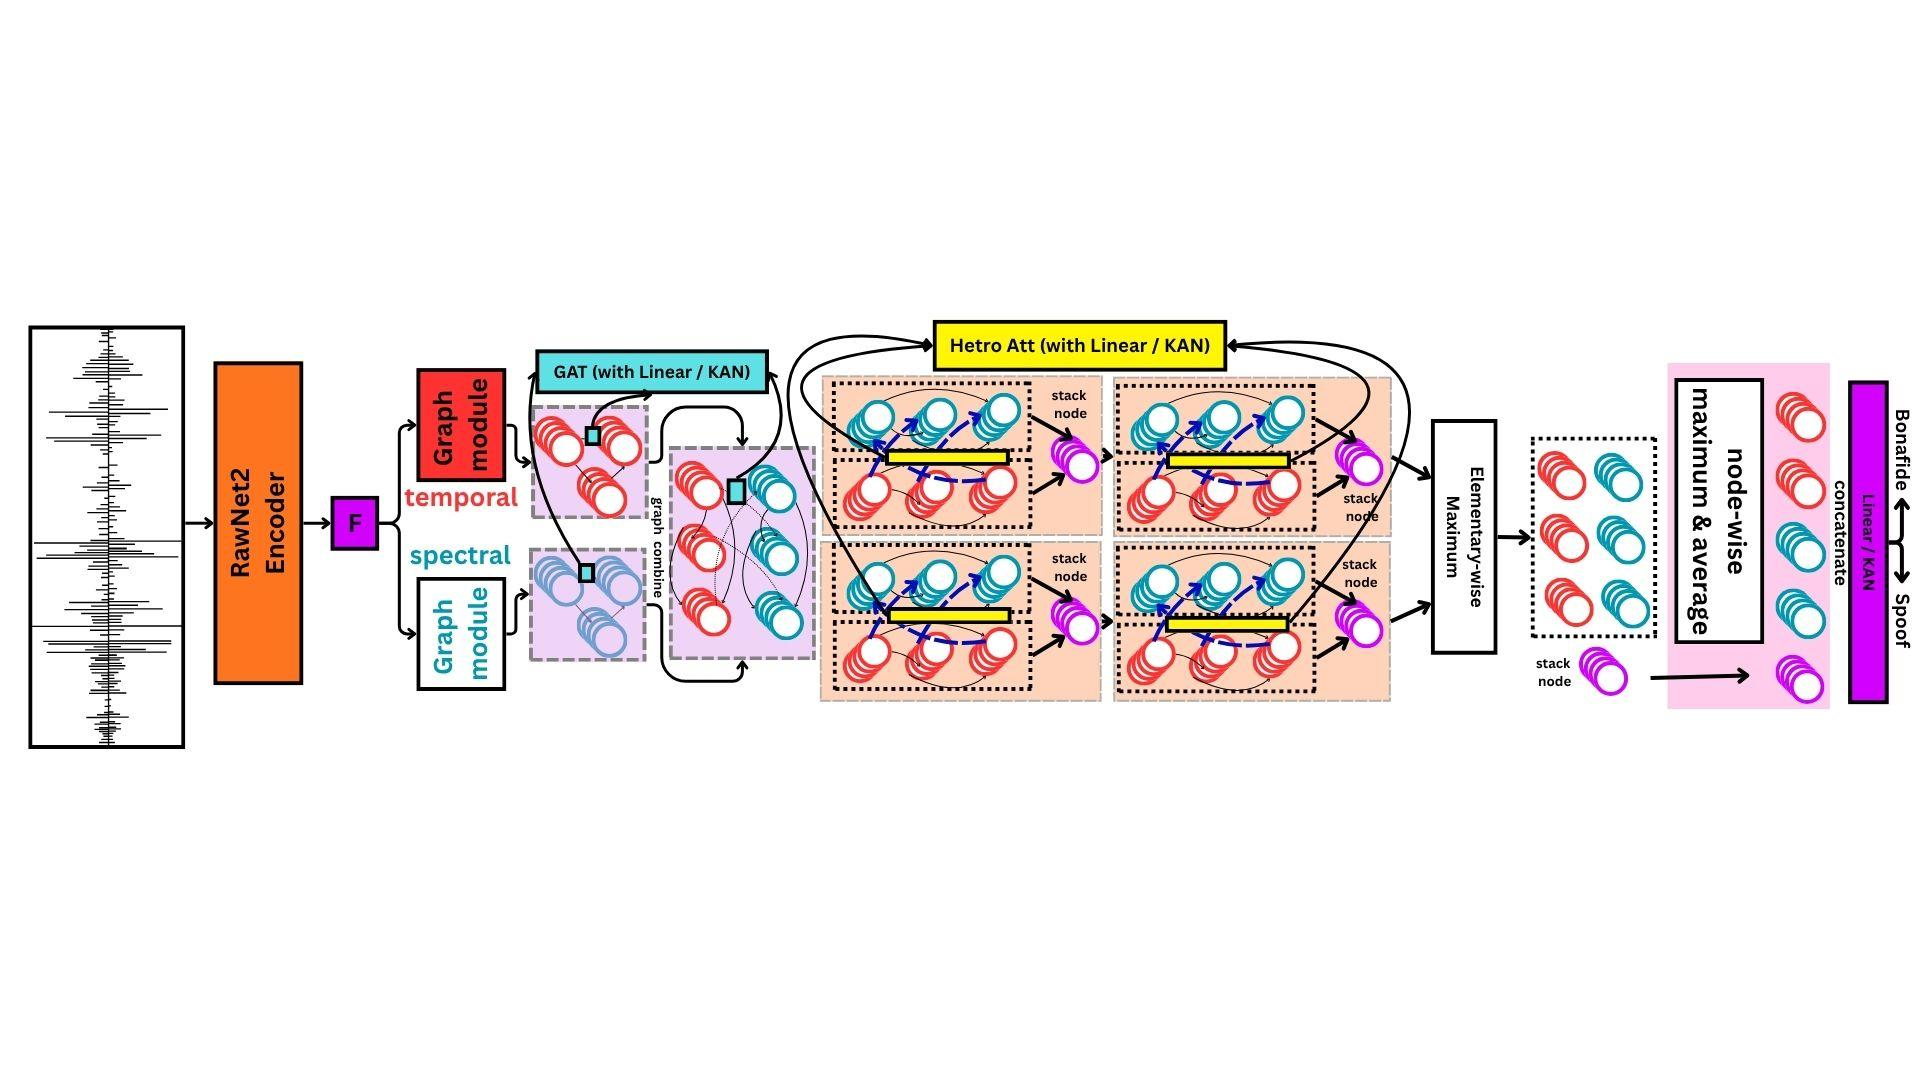 RawNet2
Encoder
F
Graph
module
temporal
spectral
Graph
module
GAT (with Linear / KAN)
graph combine
Hetro Att (with Linear / KAN)
stack
node
stack
node
stack
node
stack
node
Elementary-wise
Maximum
stack
node
node-wise
maximum & average
concatenate
Linear / KAN
Bonafide
Spoof